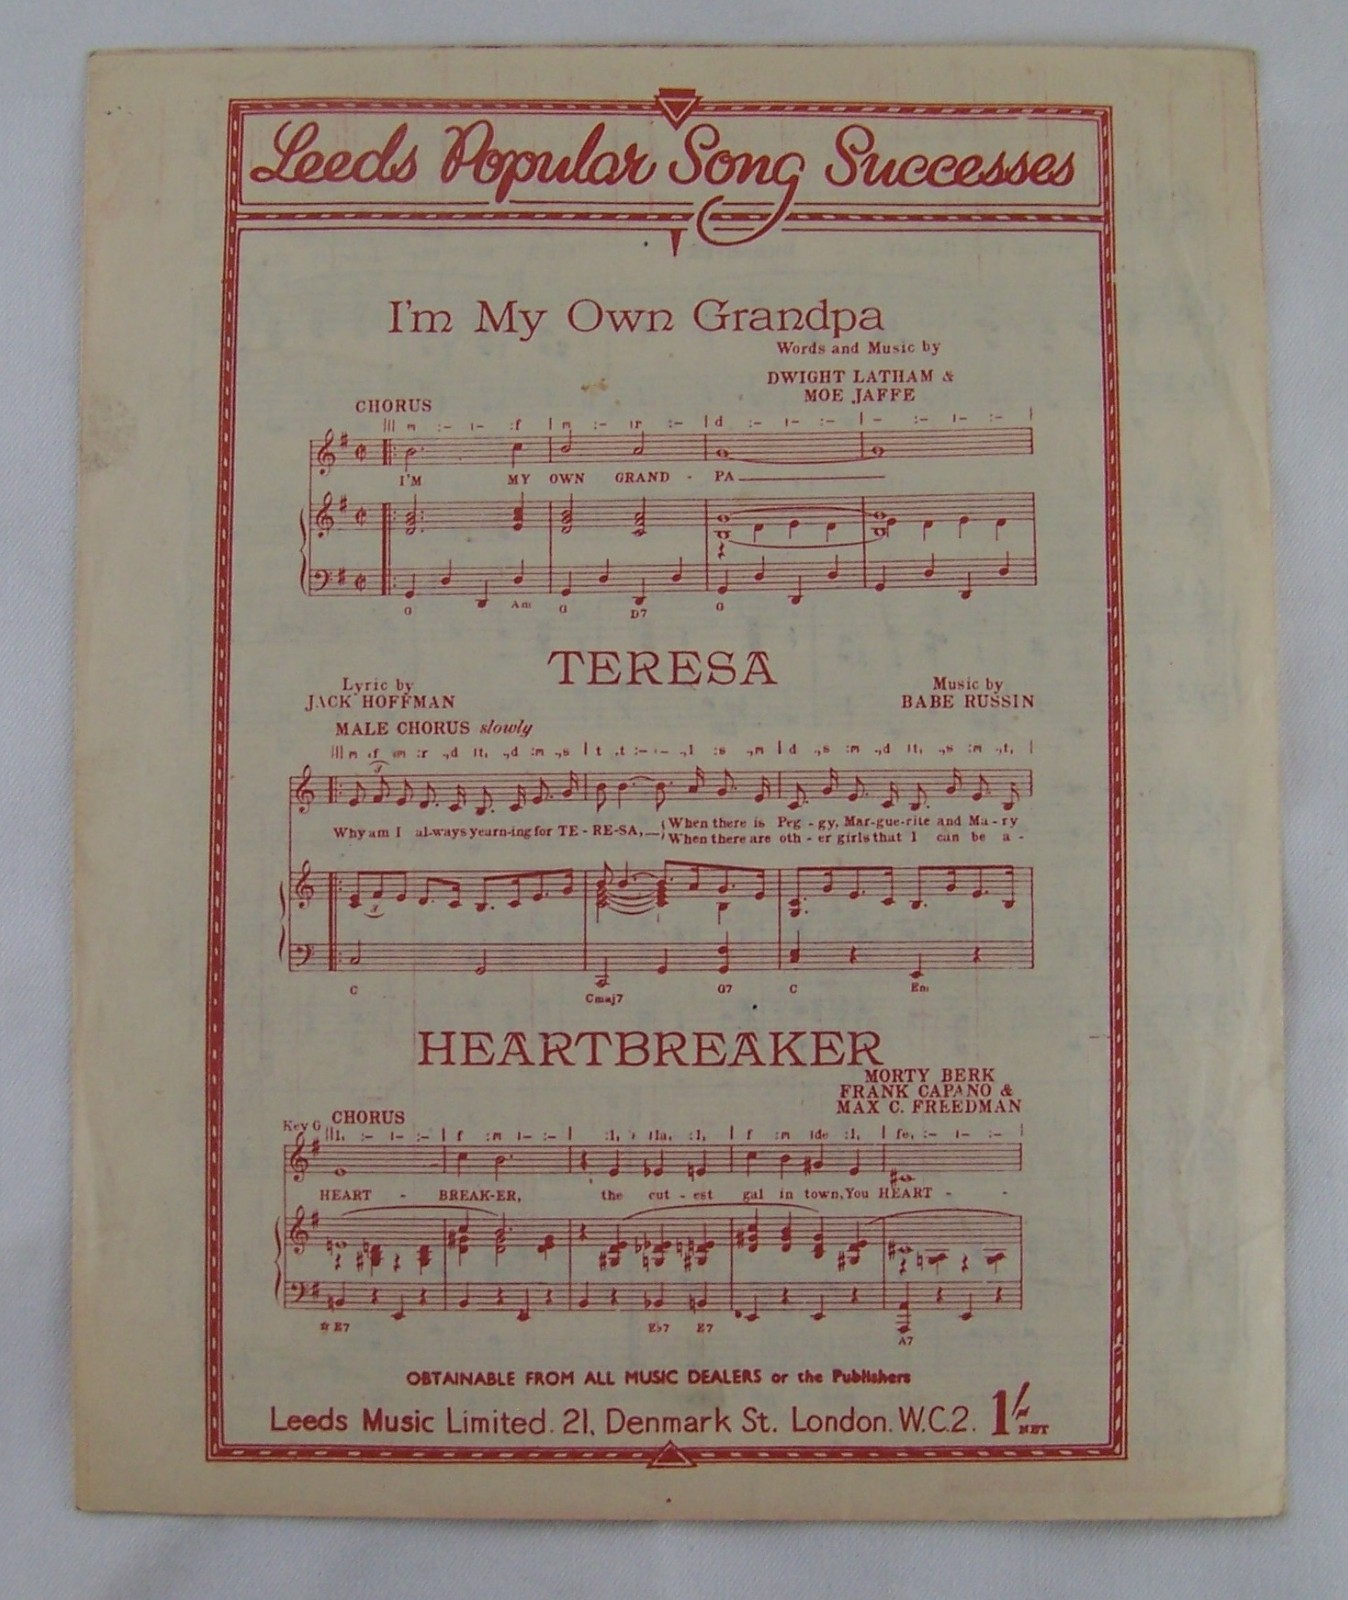 Leeds Popular Song Successes
I'm My Own Grandpa
Words and Music by
DWIGHT LATHAM &
MOE JAFFE
CHORUS
I'M MY OWN GRAND - PA
G Am G D7 G
TERESA
Lyric by
JACK HOFFMAN
Music by
BABE RUSSIN
MALE CHORUS slowly
Why am I al-ways yearn-ing for TE - RE-SA, When there is Peg - gy, Mar-gue-rite and Ma - ry
When there are oth - er girls that I can be a -
C Cmaj7 G7 C Em
HEARTBREAKER
MORTY BERK
FRANK CAPANO &
MAX C. FREEDMAN
Key G CHORUS
HEART - BREAK-ER, the cut - est gal in town, You HEART - -
E7 E♭7 E7 A7
OBTAINABLE FROM ALL MUSIC DEALERS or the Publishers
Leeds Music Limited. 21, Denmark St. London. W.C.2. 1/- NET